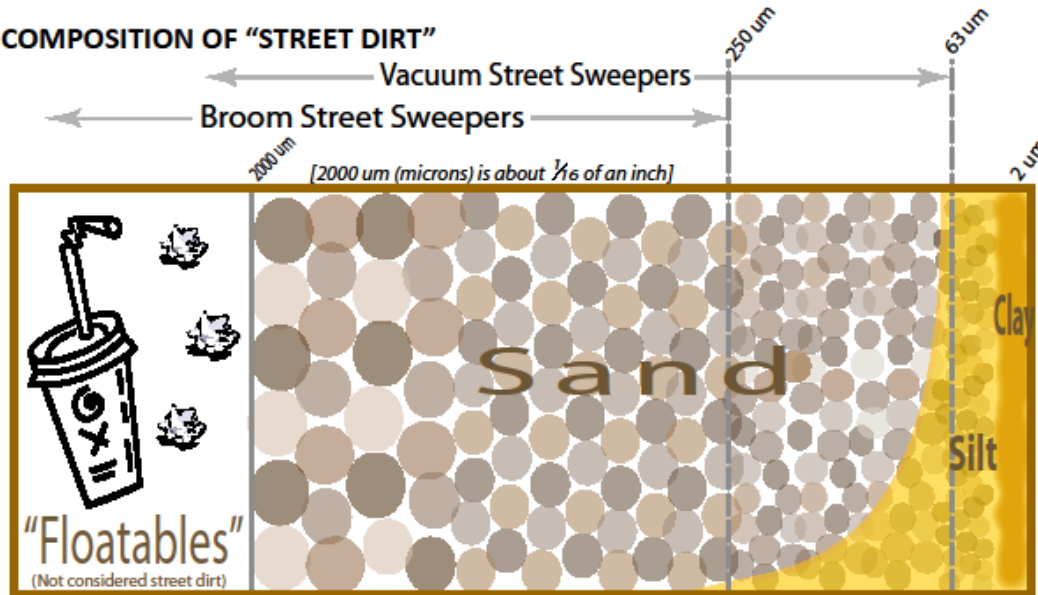 COMPOSITION OF “STREET DIRT”
250 um
63 um
Vacuum Street Sweepers
Broom Street Sweepers
2000 um
[2000 um (microns) is about 1⁄16 of an inch]
2 um
Sand
Clay
Silt
“Floatables”
(Not considered street dirt)